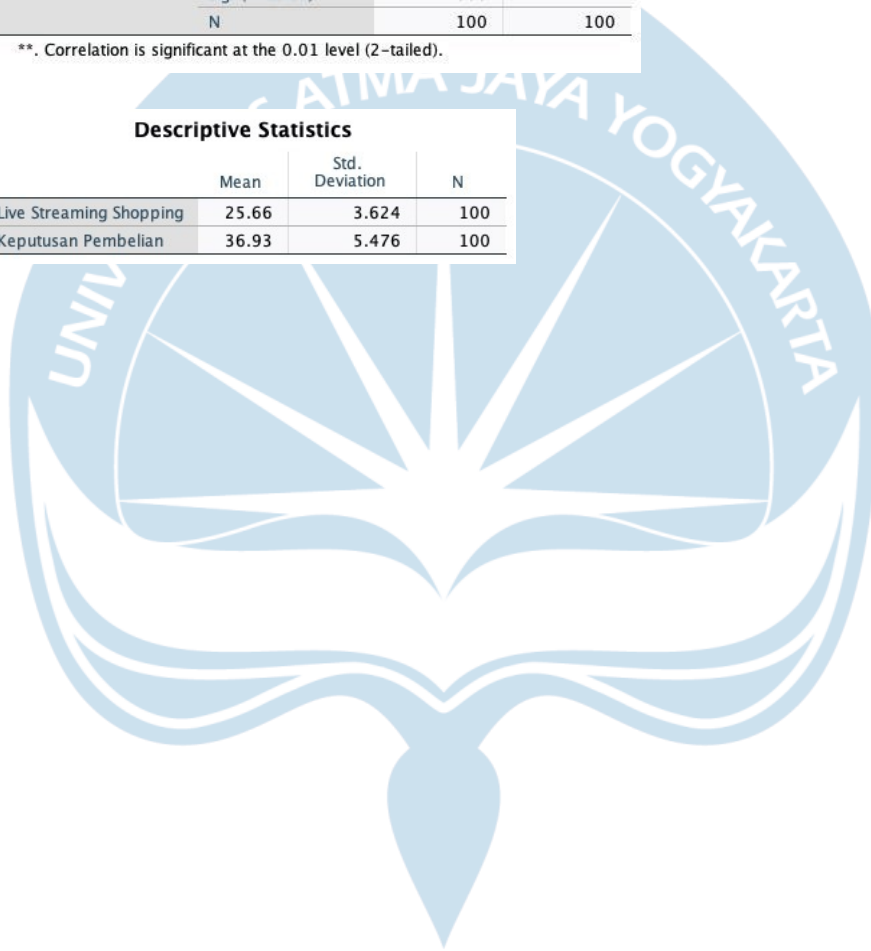 N 100 100
**. Correlation is significant at the 0.01 level (2-tailed).
ATMA JAYA YOGYAKARTA
Descriptive Statistics
Mean Std. Deviation N
Live Streaming Shopping 25.66 3.624 100
Keputusan Pembelian 36.93 5.476 100
UNIV